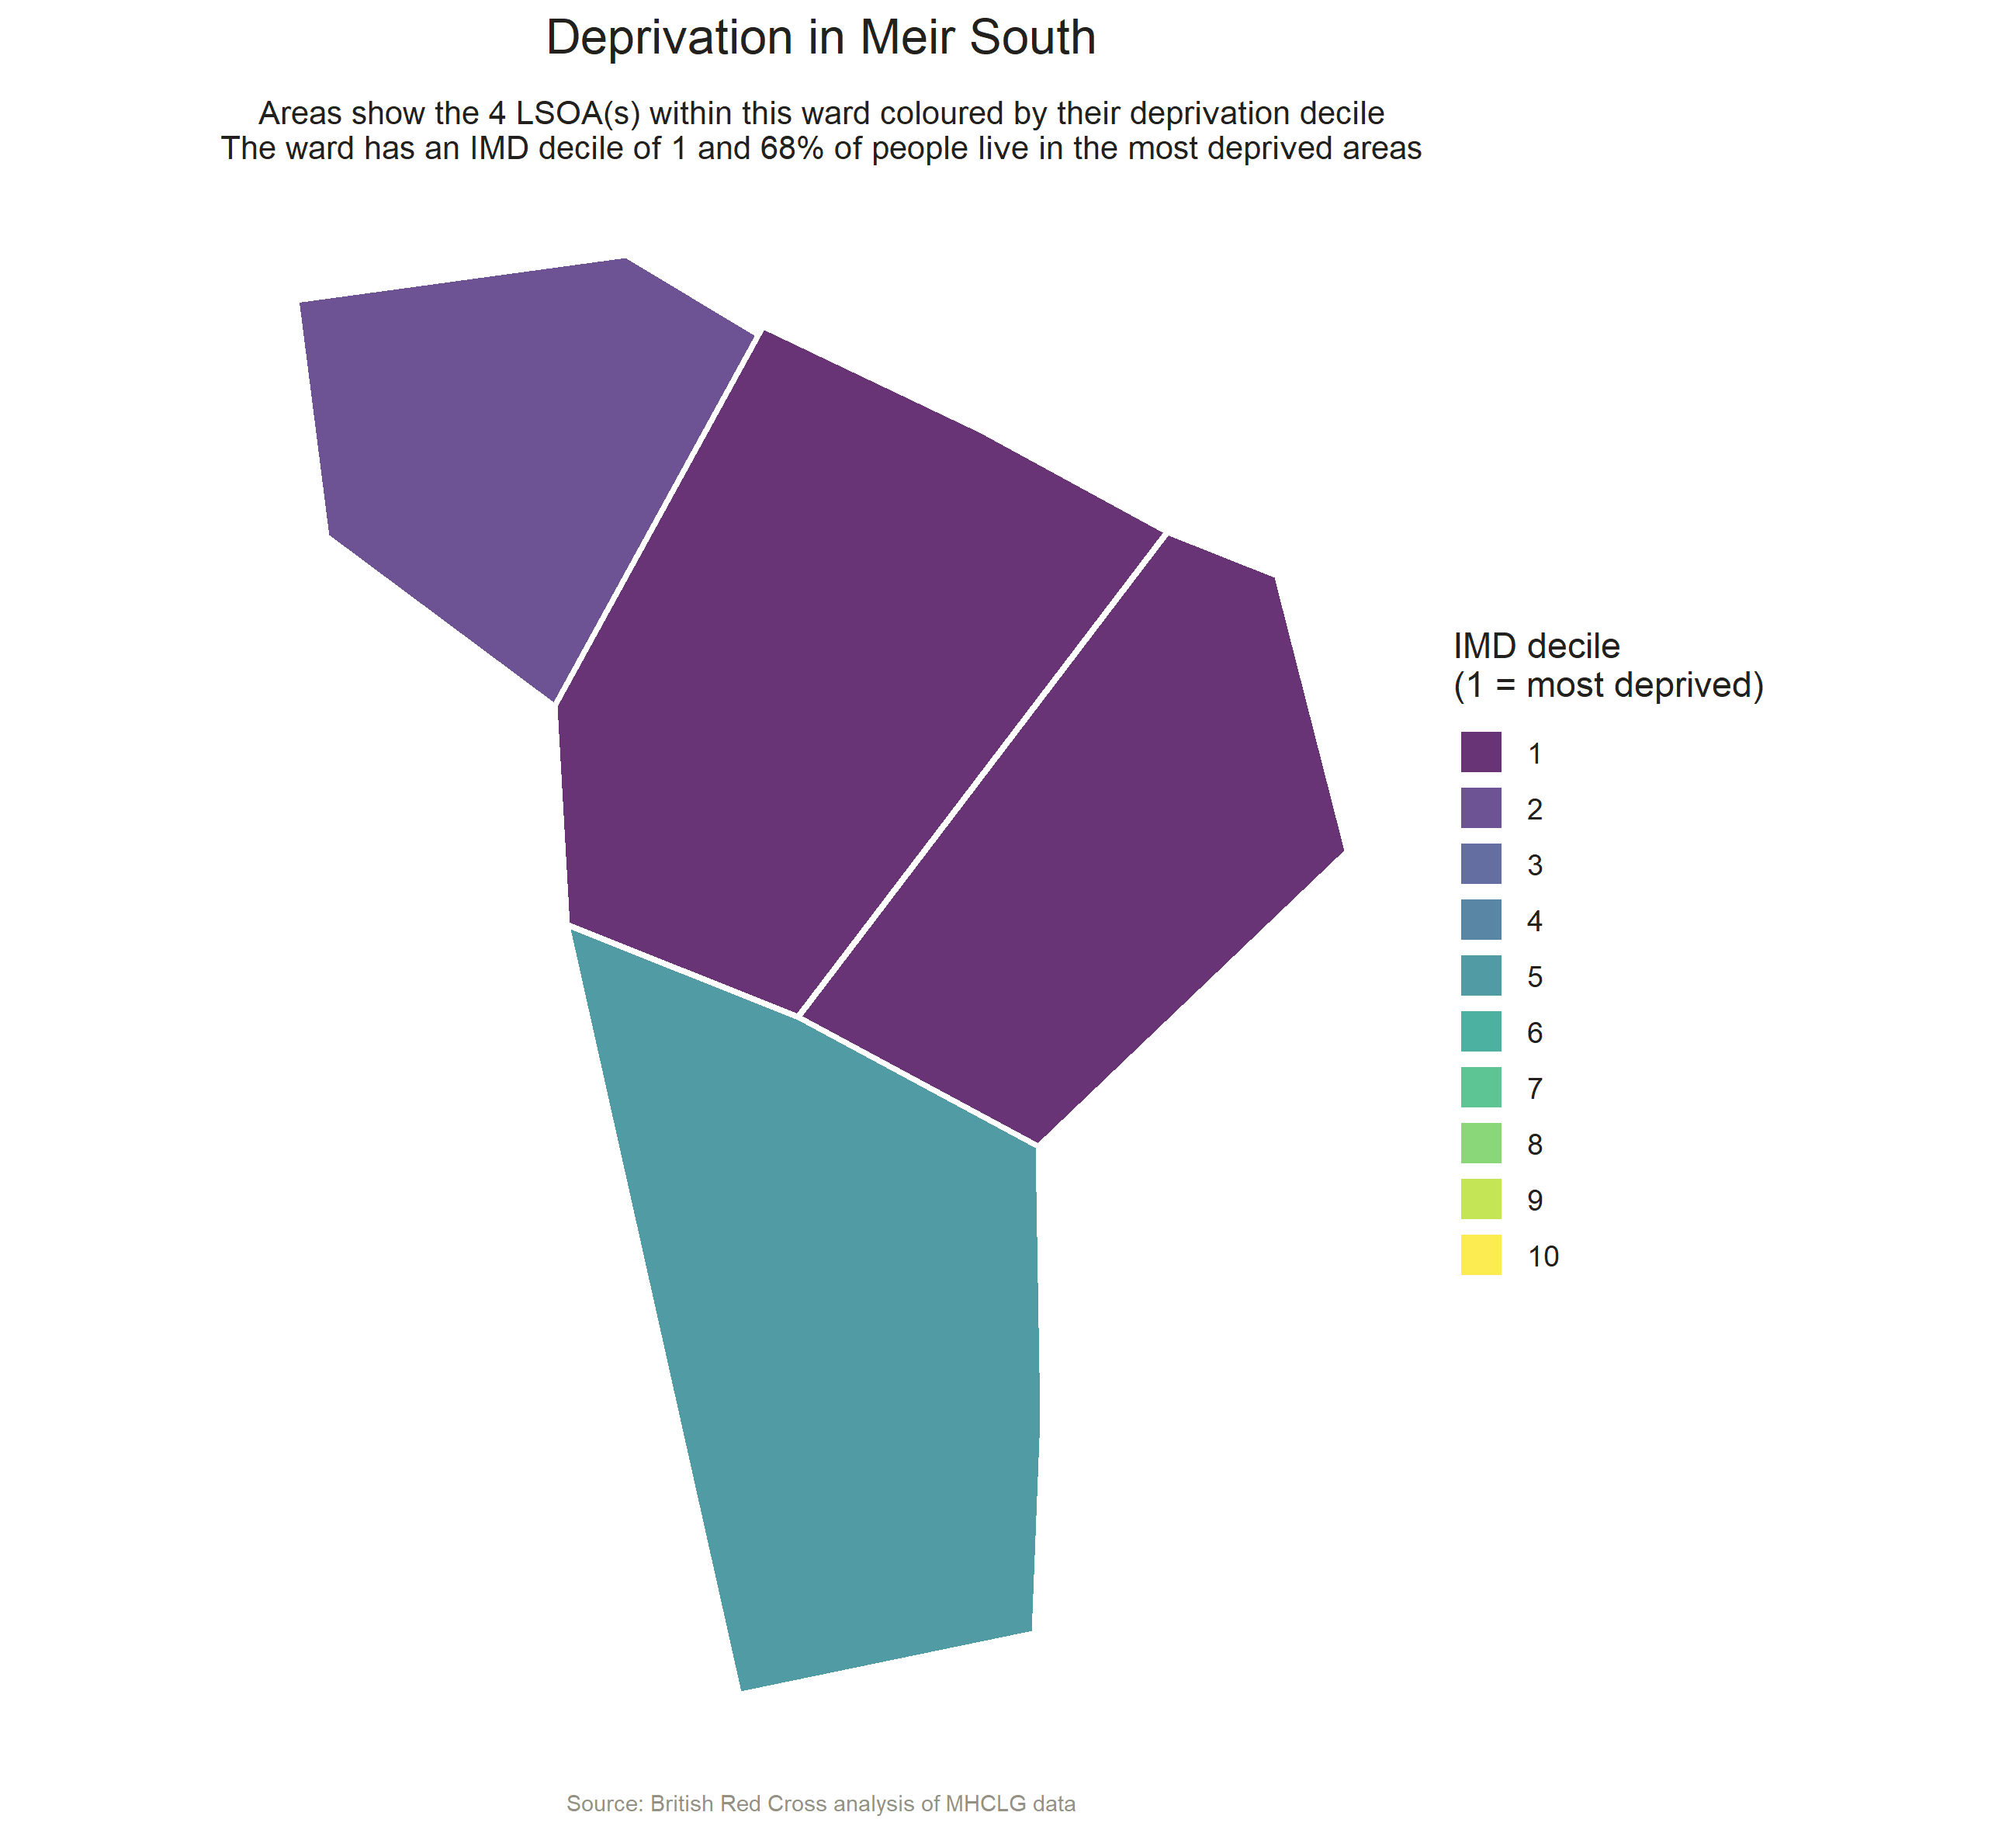 Deprivation in Meir South
Areas show the 4 LSOA(s) within this ward coloured by their deprivation decile
The ward has an IMD decile of 1 and 68% of people live in the most deprived areas
IMD decile
(1 = most deprived)
1
2
3
4
5
6
7
8
9
10
Source: British Red Cross analysis of MHCLG data